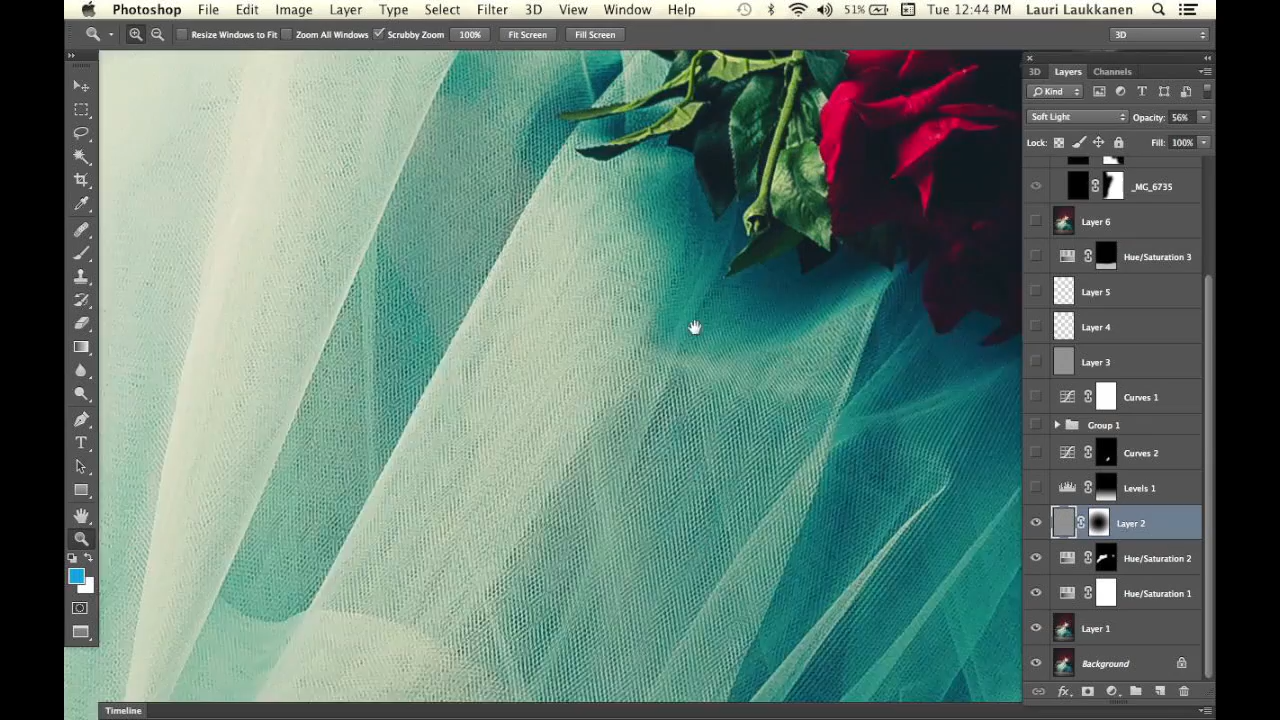 Photoshop File Edit Image Layer Type Select Filter 3D View Window Help 51% Tue 12:44 PM Lauri Laukkanen
Resize Windows to Fit Zoom All Windows Scrubby Zoom 100% Fit Screen Fill Screen 3D
3D Layers Channels
Kind
Soft Light Opacity: 56%
Lock: Fill: 100%
_MG_6735
Layer 6
Hue/Saturation 3
Layer 5
Layer 4
Layer 3
Curves 1
Group 1
Curves 2
Levels 1
Layer 2
Hue/Saturation 2
Hue/Saturation 1
Layer 1
Background
Timeline